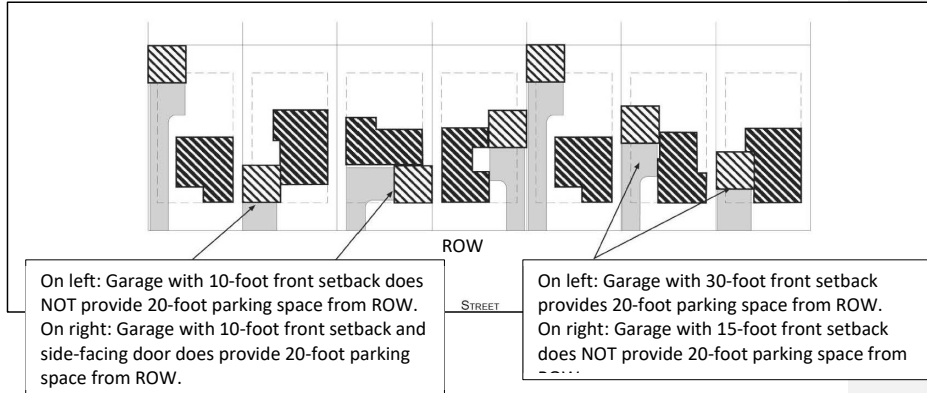 ROW
On left: Garage with 10-foot front setback does
NOT provide 20-foot parking space from ROW.
On right: Garage with 10-foot front setback and
side-facing door does provide 20-foot parking
space from ROW.
STREET
On left: Garage with 30-foot front setback
provides 20-foot parking space from ROW.
On right: Garage with 15-foot front setback
does NOT provide 20-foot parking space from